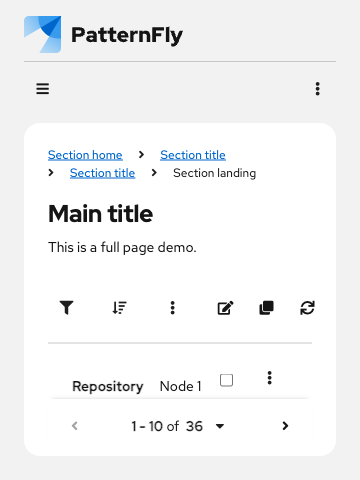 PatternFly
Section home Section title
Section title Section landing
Main title
This is a full page demo.
Repository Node 1
1 - 10 of 36